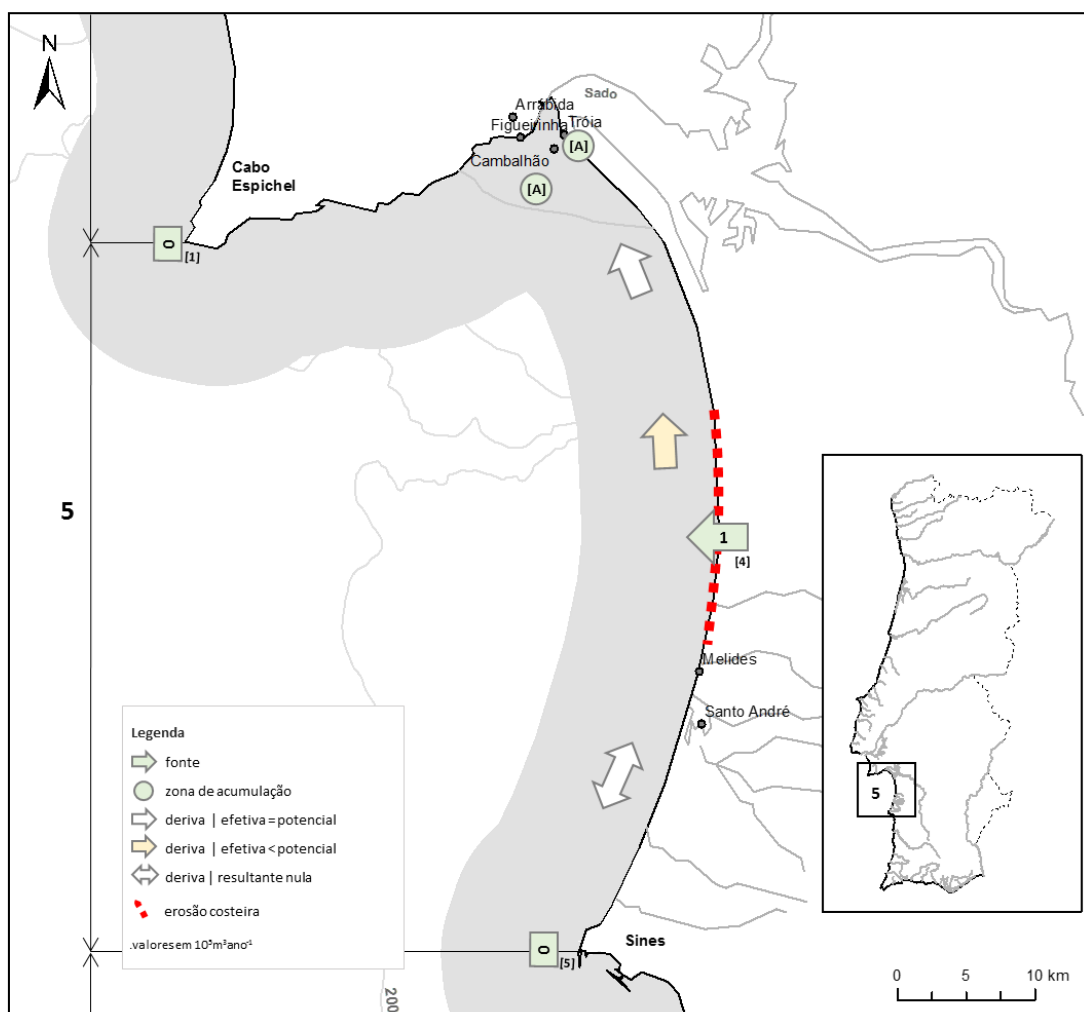 N
Sado
Arrábida
Figueirinha
Tróia
[A]
Cambalhão
[A]
Cabo
Espichel
0
[1]
5
1
[4]
Melides
Santo André
Legenda
fonte
zona de acumulação
deriva | efetiva=potencial
deriva | efetiva<potencial
deriva | resultante nula
erosão costeira
.valores em 10⁵m³ano⁻¹
0
[5]
Sines
200
5
0 5 10 km